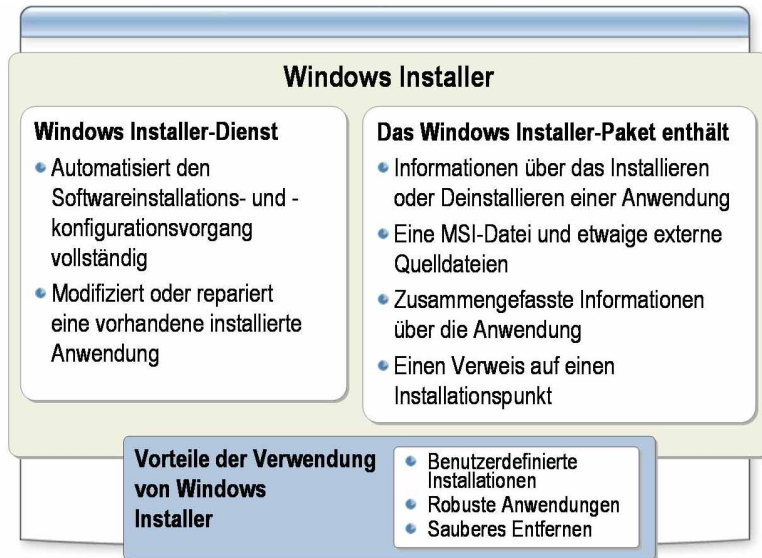 Windows Installer
Windows Installer-Dienst
Automatisiert den
Softwareinstallations- und -
konfigurationsvorgang
vollständig
Modifiziert oder repariert
eine vorhandene installierte
Anwendung
Das Windows Installer-Paket enthält
Informationen über das Installieren
oder Deinstallieren einer Anwendung
Eine MSI-Datei und etwaige externe
Quelldateien
Zusammengefasste Informationen
über die Anwendung
Einen Verweis auf einen
Installationspunkt
Vorteile der Verwendung
von Windows
Installer
Benutzerdefinierte
Installationen
Robuste Anwendungen
Sauberes Entfernen